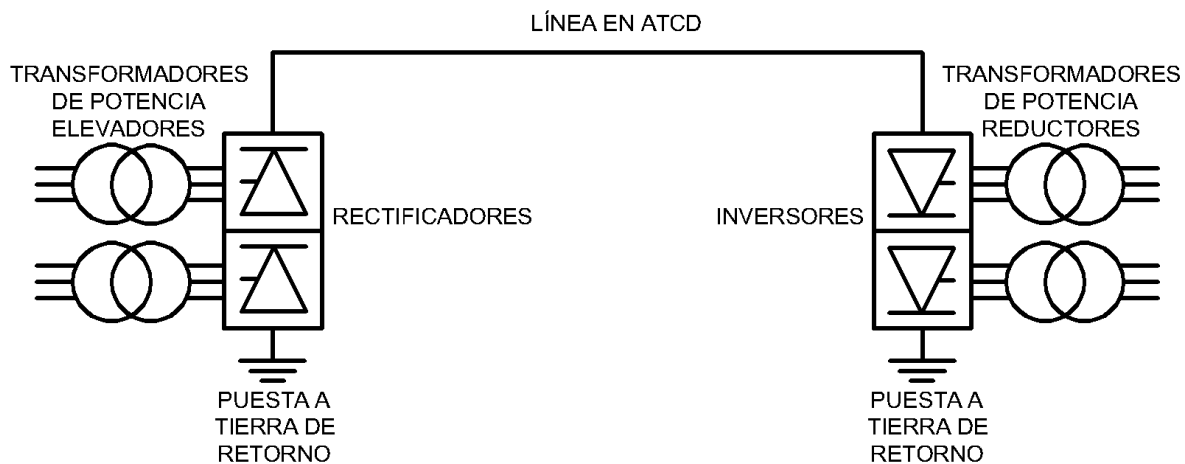 LÍNEA EN ATCD
TRANSFORMADORES
DE POTENCIA
ELEVADORES
TRANSFORMADORES
DE POTENCIA
REDUCTORES
RECTIFICADORES
INVERSORES
PUESTA A
TIERRA DE
RETORNO
PUESTA A
TIERRA DE
RETORNO